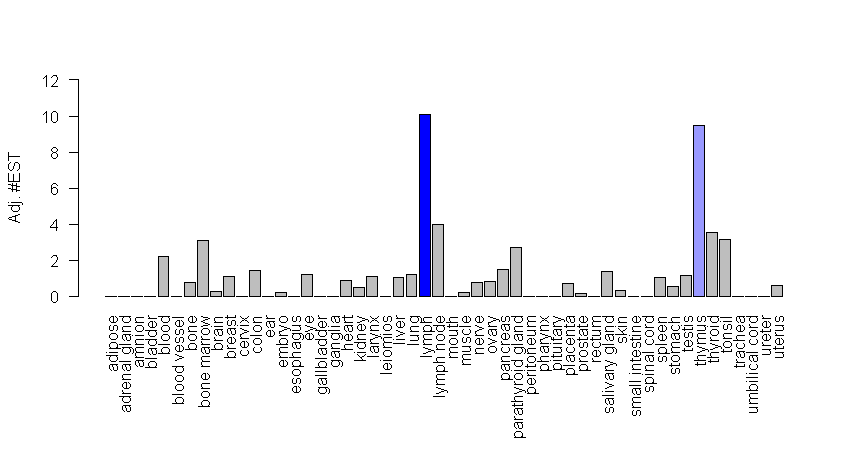 Adj. #EST
12
10
8
6
4
2
0
adipose
adrenal gland
amnion
bladder
blood
blood vessel
bone
bone marrow
brain
breast
cervix
colon
ear
embryo
esophagus
eye
gallbladder
ganglia
heart
kidney
larynx
leiomios
liver
lung
lymph
lymph node
mouth
muscle
nerve
ovary
pancreas
parathyroid gland
peritoneum
pharynx
pituitary
placenta
prostate
rectum
salivary gland
skin
small intestine
spinal cord
spleen
stomach
testis
thymus
thyroid
tonsil
trachea
umbilical cord
ureter
uterus